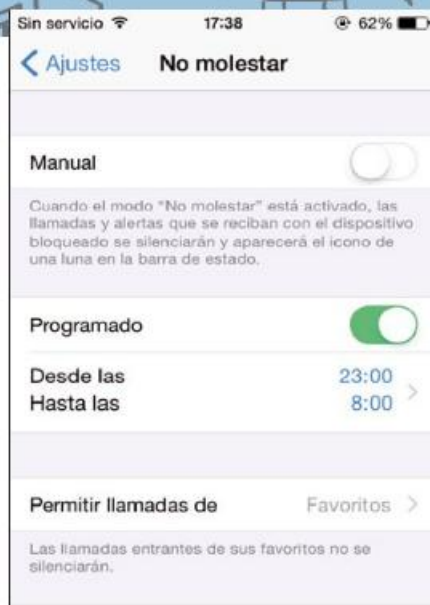 Sin servicio 17:38 62%
Ajustes No molestar
Manual
Cuando el modo "No molestar" está activado, las
llamadas y alertas que se reciban con el dispositivo
bloqueado se silenciarán y aparecerá el icono de
una luna en la barra de estado.
Programado
Desde las 23:00
Hasta las 8:00
Permitir llamadas de Favoritos
Las llamadas entrantes de sus favoritos no se
silenciarán.